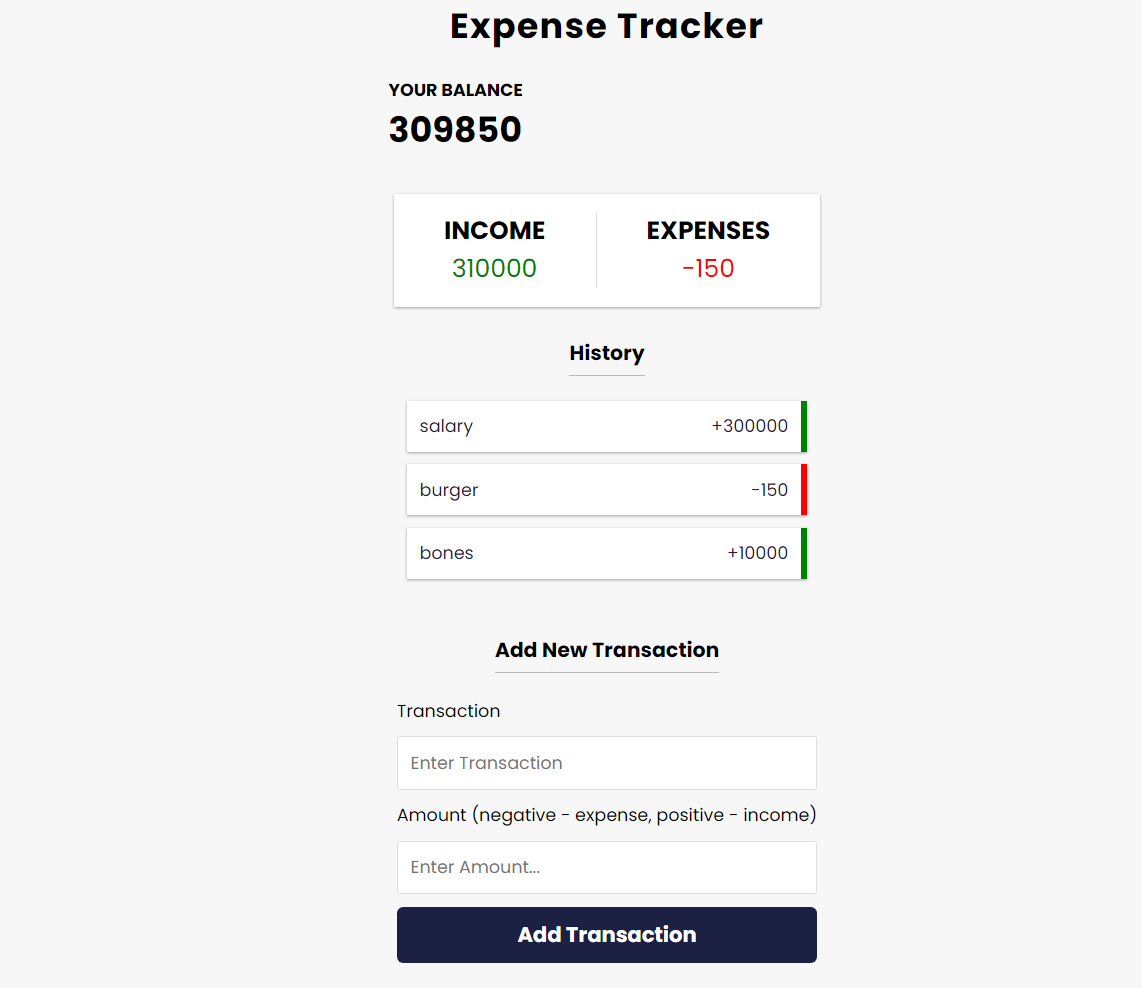 Expense Tracker
YOUR BALANCE
309850
INCOME EXPENSES
310000 -150
History
salary +300000
burger -150
bones +10000
Add New Transaction
Transaction
Enter Transaction
Amount (negative - expense, positive - income)
Enter Amount...
Add Transaction